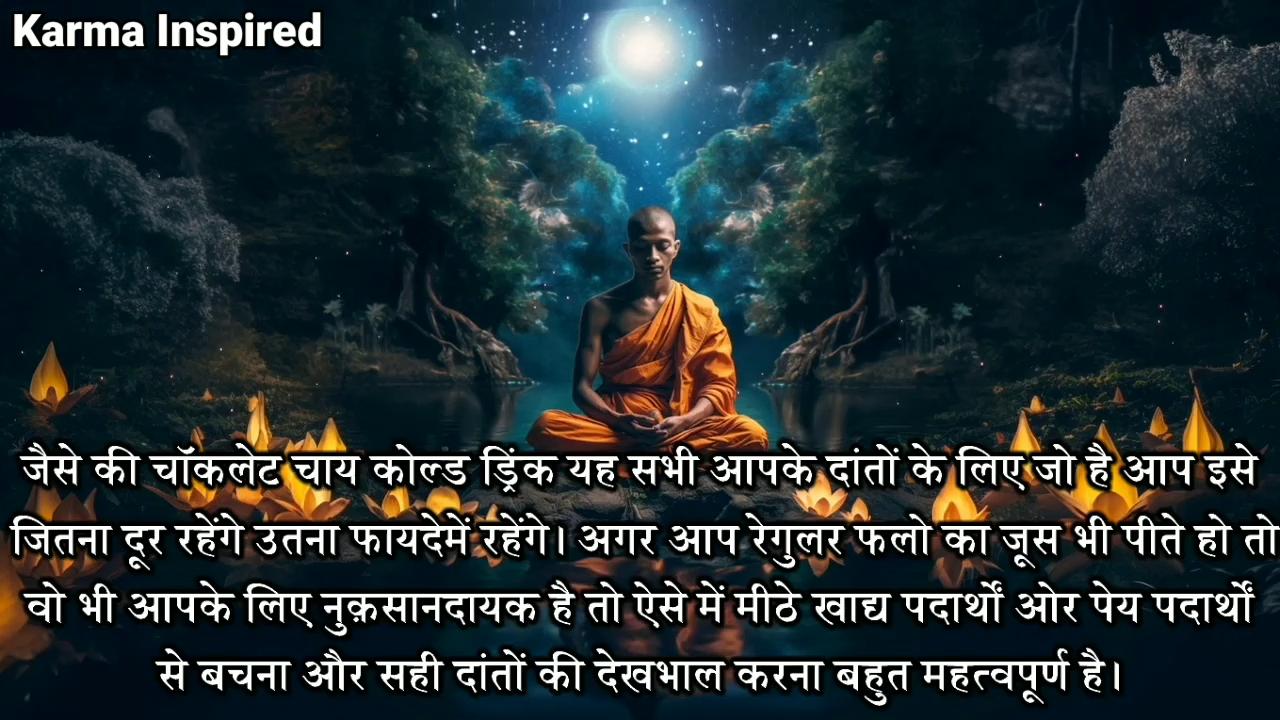 Karma Inspired
जैसे की चॉकलेट चाय कोल्ड ड्रिंक यह सभी आपके दांतों के लिए जो है आप इसे
जितना दूर रहेंगे उतना फायदेमें रहेंगे। अगर आप रेगुलर फलो का जूस भी पीते हो तो
वो भी आपके लिए नुक़सानदायक है तो ऐसे में मीठे खाद्य पदार्थों ओर पेय पदार्थों
से बचना और सही दांतों की देखभाल करना बहुत महत्वपूर्ण है।